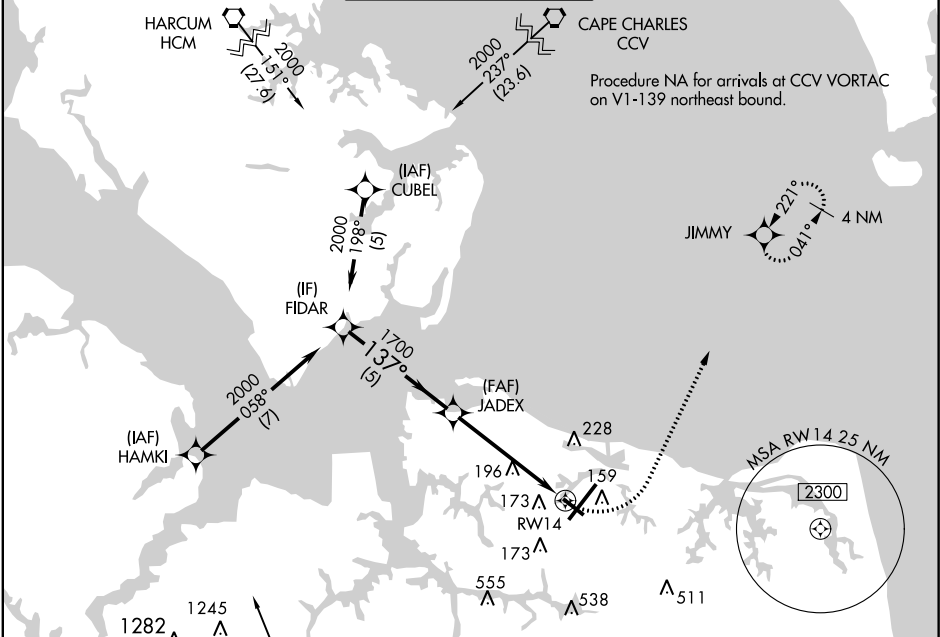 HARCUM
HCM
2000
151°
(27.6)
CAPE CHARLES
CCV
2000
237°
(23.6)
Procedure NA for arrivals at CCV VORTAC
on V1-139 northeast bound.
(IAF)
CUBEL
2000
198°
(5)
JIMMY
221°
041°
4 NM
(IF)
FIDAR
1700
137°
(5)
2000
058°
(7)
(IAF)
HAMKI
(FAF)
JADEX
228
196
159
173
RW14
173
MSA RW14 25 NM
2300
555
538
511
1245
1282